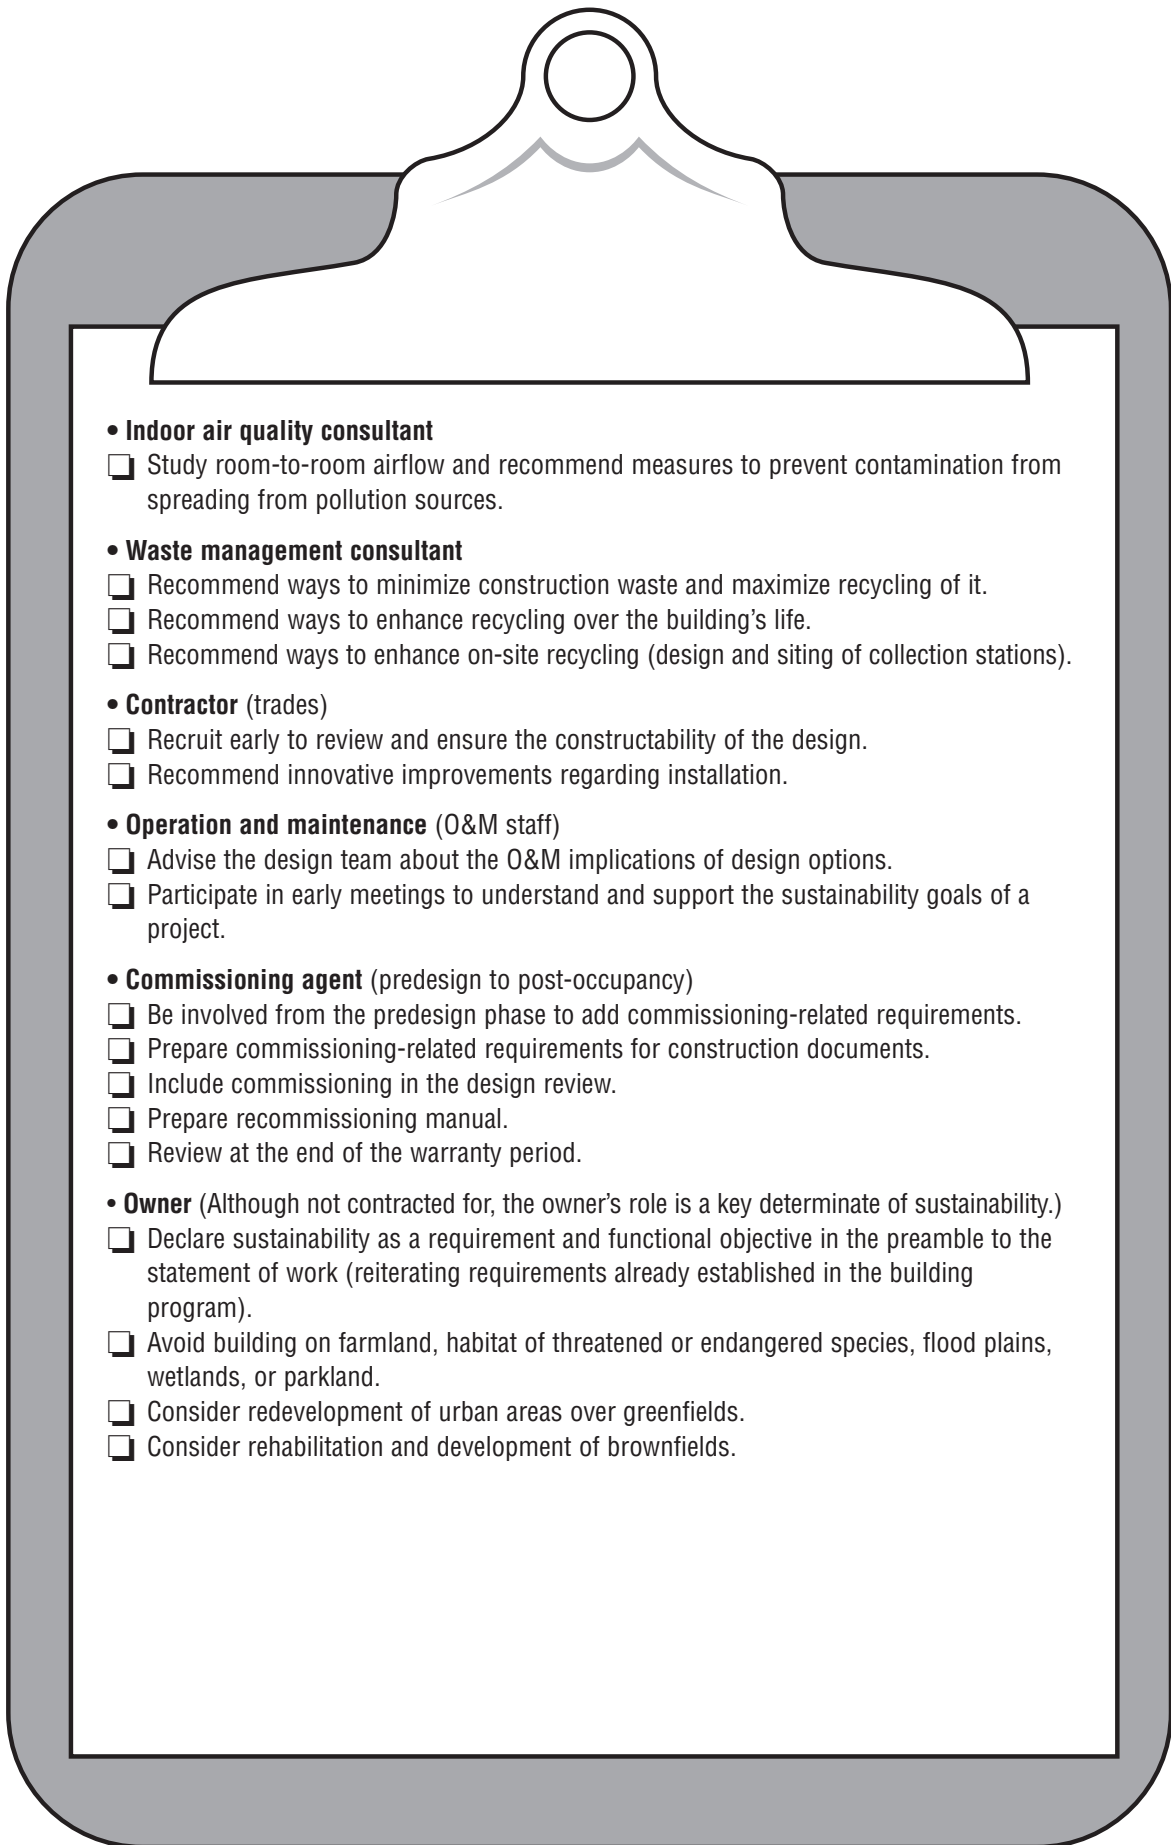 • Indoor air quality consultant
❏ Study room-to-room airflow and recommend measures to prevent contamination from
spreading from pollution sources.
• Waste management consultant
❏ Recommend ways to minimize construction waste and maximize recycling of it.
❏ Recommend ways to enhance recycling over the building’s life.
❏ Recommend ways to enhance on-site recycling (design and siting of collection stations).
• Contractor (trades)
❏ Recruit early to review and ensure the constructability of the design.
❏ Recommend innovative improvements regarding installation.
• Operation and maintenance (O&M staff)
❏ Advise the design team about the O&M implications of design options.
❏ Participate in early meetings to understand and support the sustainability goals of a
project.
• Commissioning agent (predesign to post-occupancy)
❏ Be involved from the predesign phase to add commissioning-related requirements.
❏ Prepare commissioning-related requirements for construction documents.
❏ Include commissioning in the design review.
❏ Prepare recommissioning manual.
❏ Review at the end of the warranty period.
• Owner (Although not contracted for, the owner’s role is a key determinate of sustainability.)
❏ Declare sustainability as a requirement and functional objective in the preamble to the
statement of work (reiterating requirements already established in the building
program).
❏ Avoid building on farmland, habitat of threatened or endangered species, flood plains,
wetlands, or parkland.
❏ Consider redevelopment of urban areas over greenfields.
❏ Consider rehabilitation and development of brownfields.